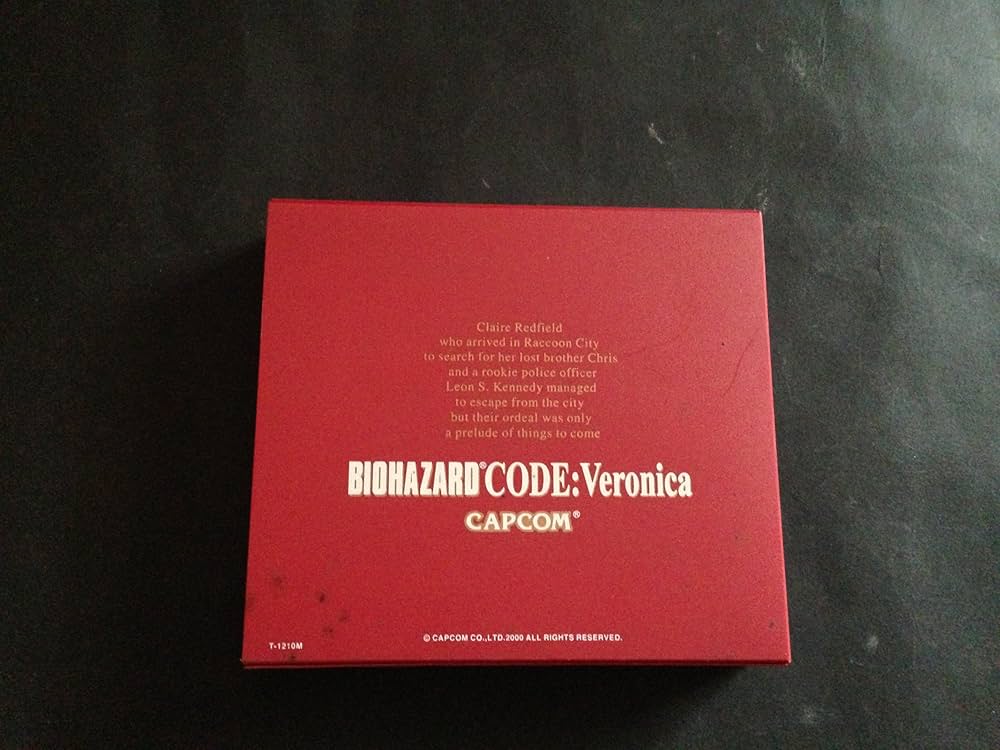 Claire Redfield
who arrived in Raccoon City
to search for her lost brother Chris
and a rookie police officer
Leon S. Kennedy managed
to escape from the city
but their ordeal was only
a prelude of things to come
BIOHAZARD® CODE:Veronica
CAPCOM®
T-1210M
© CAPCOM CO.,LTD.2000 ALL RIGHTS RESERVED.